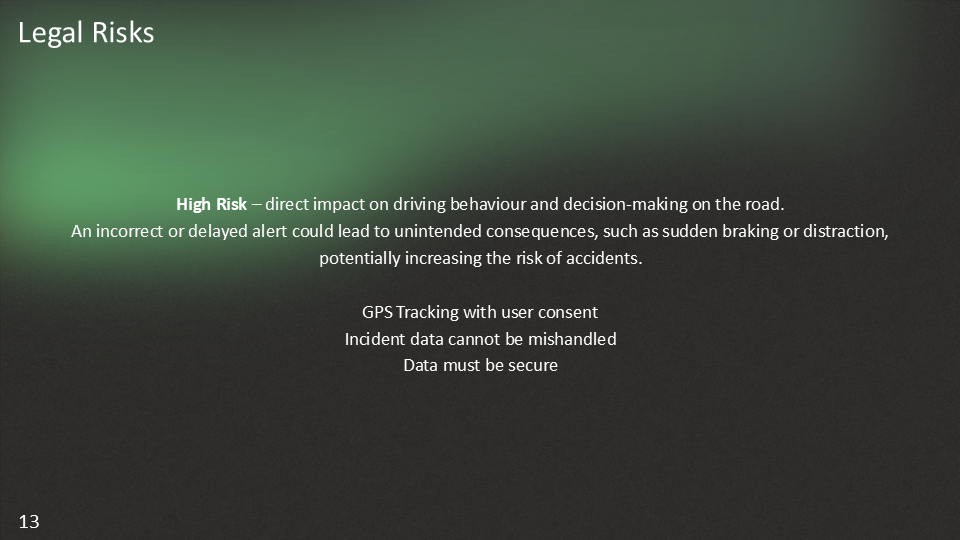 Legal Risks
High Risk – direct impact on driving behaviour and decision-making on the road.
An incorrect or delayed alert could lead to unintended consequences, such as sudden braking or distraction,
potentially increasing the risk of accidents.
GPS Tracking with user consent
Incident data cannot be mishandled
Data must be secure
13